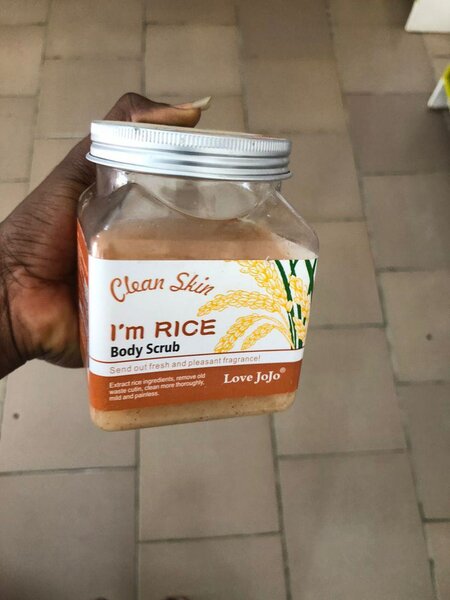 Clean Skin
I'm RICE
Body Scrub
Send out fresh and pleasant fragrance!
Extract rice ingredients, remove old
waste cutin, clean more thoroughly,
mild and painless.
Love JoJo®